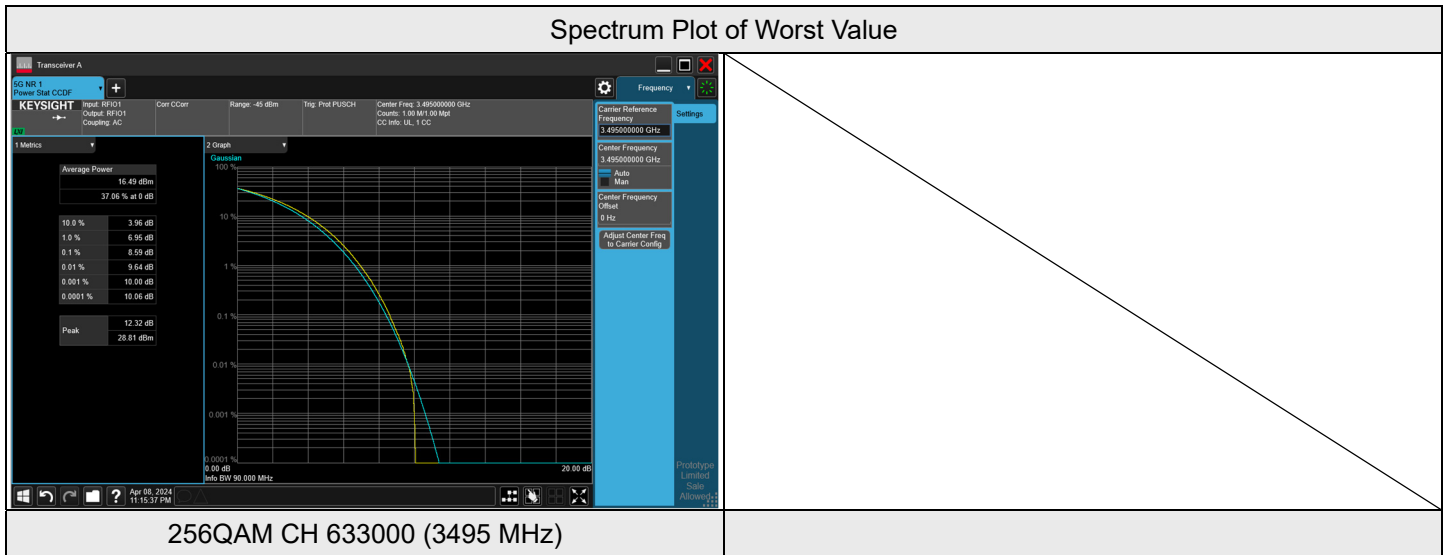 Spectrum Plot of Worst Value
Transceiver A
5G NR 1
Power Stat CCDF
+
Frequency
KEYSIGHT
Input: RFIO1
Output: RFIO1
Coupling: AC
Corr CCorr
Range: -45 dBm
Trig: Prot PUSCH
Center Freq: 3.495000000 GHz
Counts: 1.00 M/1.00 Mpt
CC Info: UL, 1 CC
LXI
1 Metrics
Average Power
16.49 dBm
37.06 % at 0 dB
10.0 % 3.96 dB
1.0 % 6.95 dB
0.1 % 8.59 dB
0.01 % 9.64 dB
0.001 % 10.00 dB
0.0001 % 10.06 dB
Peak
12.32 dB
28.81 dBm
2 Graph
Gaussian
100 %
10 %
1 %
0.1 %
0.01 %
0.001 %
0.0001 %
0.00 dB 20.00 dB
Info BW 90.000 MHz
Carrier Reference
Frequency
3.495000000 GHz
Center Frequency
3.495000000 GHz
Auto
Man
Center Frequency
Offset
0 Hz
Adjust Center Freq
to Carrier Config
Settings
Prototype
Limited
Sale
Allowed
?
Apr 08, 2024
11:15:37 PM
256QAM CH 633000 (3495 MHz)